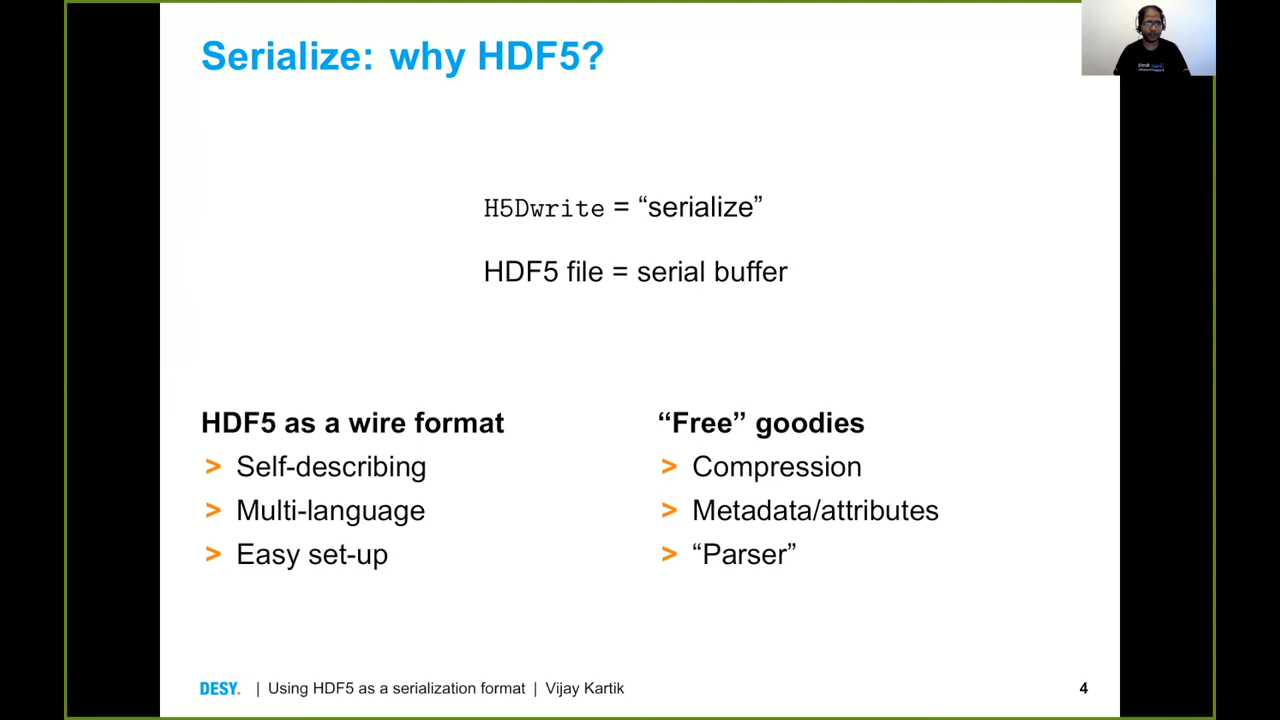 Serialize: why HDF5?
H5Dwrite = “serialize”
HDF5 file = serial buffer
HDF5 as a wire format
> Self-describing
> Multi-language
> Easy set-up
“Free” goodies
> Compression
> Metadata/attributes
> “Parser”
DESY. | Using HDF5 as a serialization format | Vijay Kartik
4